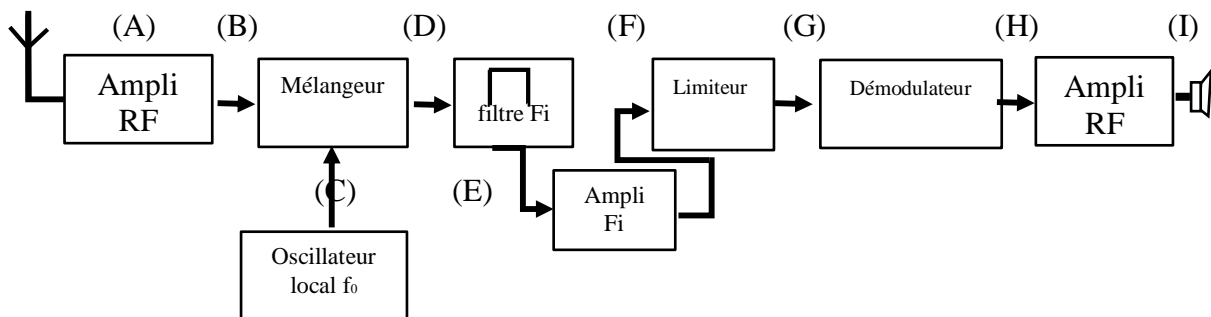 (A)
(B)
(D)
(F)
(G)
(H)
(I)
Ampli
RF
Mélangeur
filtre Fi
Limiteur
Démodulateur
Ampli
RF
(C)
(E)
Ampli
Fi
Oscillateur
local f₀